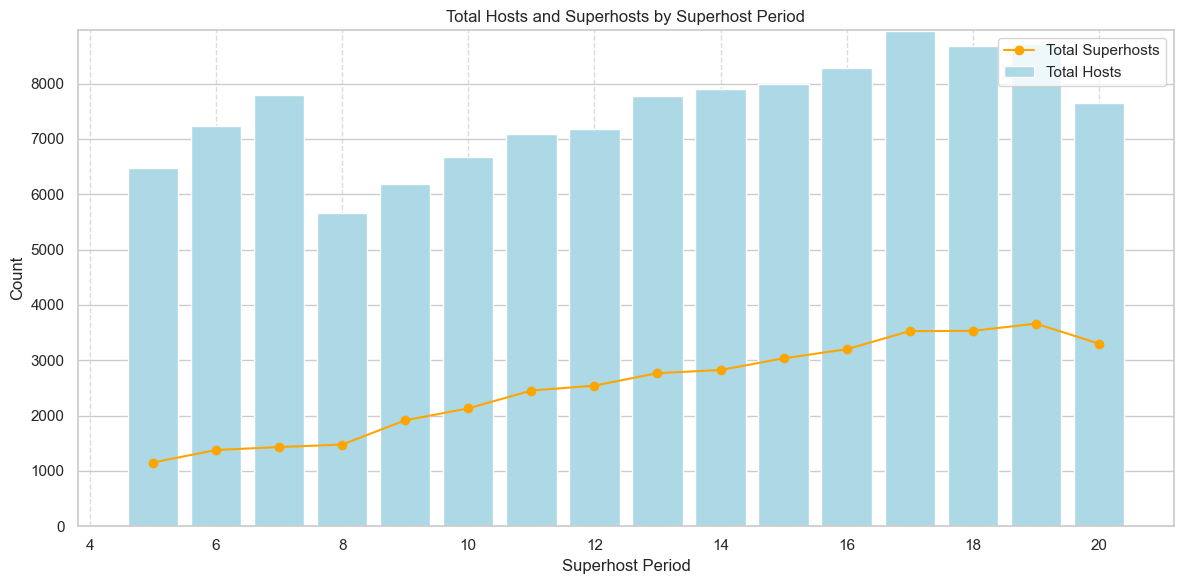 Total Hosts and Superhosts by Superhost Period
Total Superhosts
Total Hosts
8000
7000
6000
5000
4000
3000
2000
1000
0
Count
4 6 8 10 12 14 16 18 20
Superhost Period